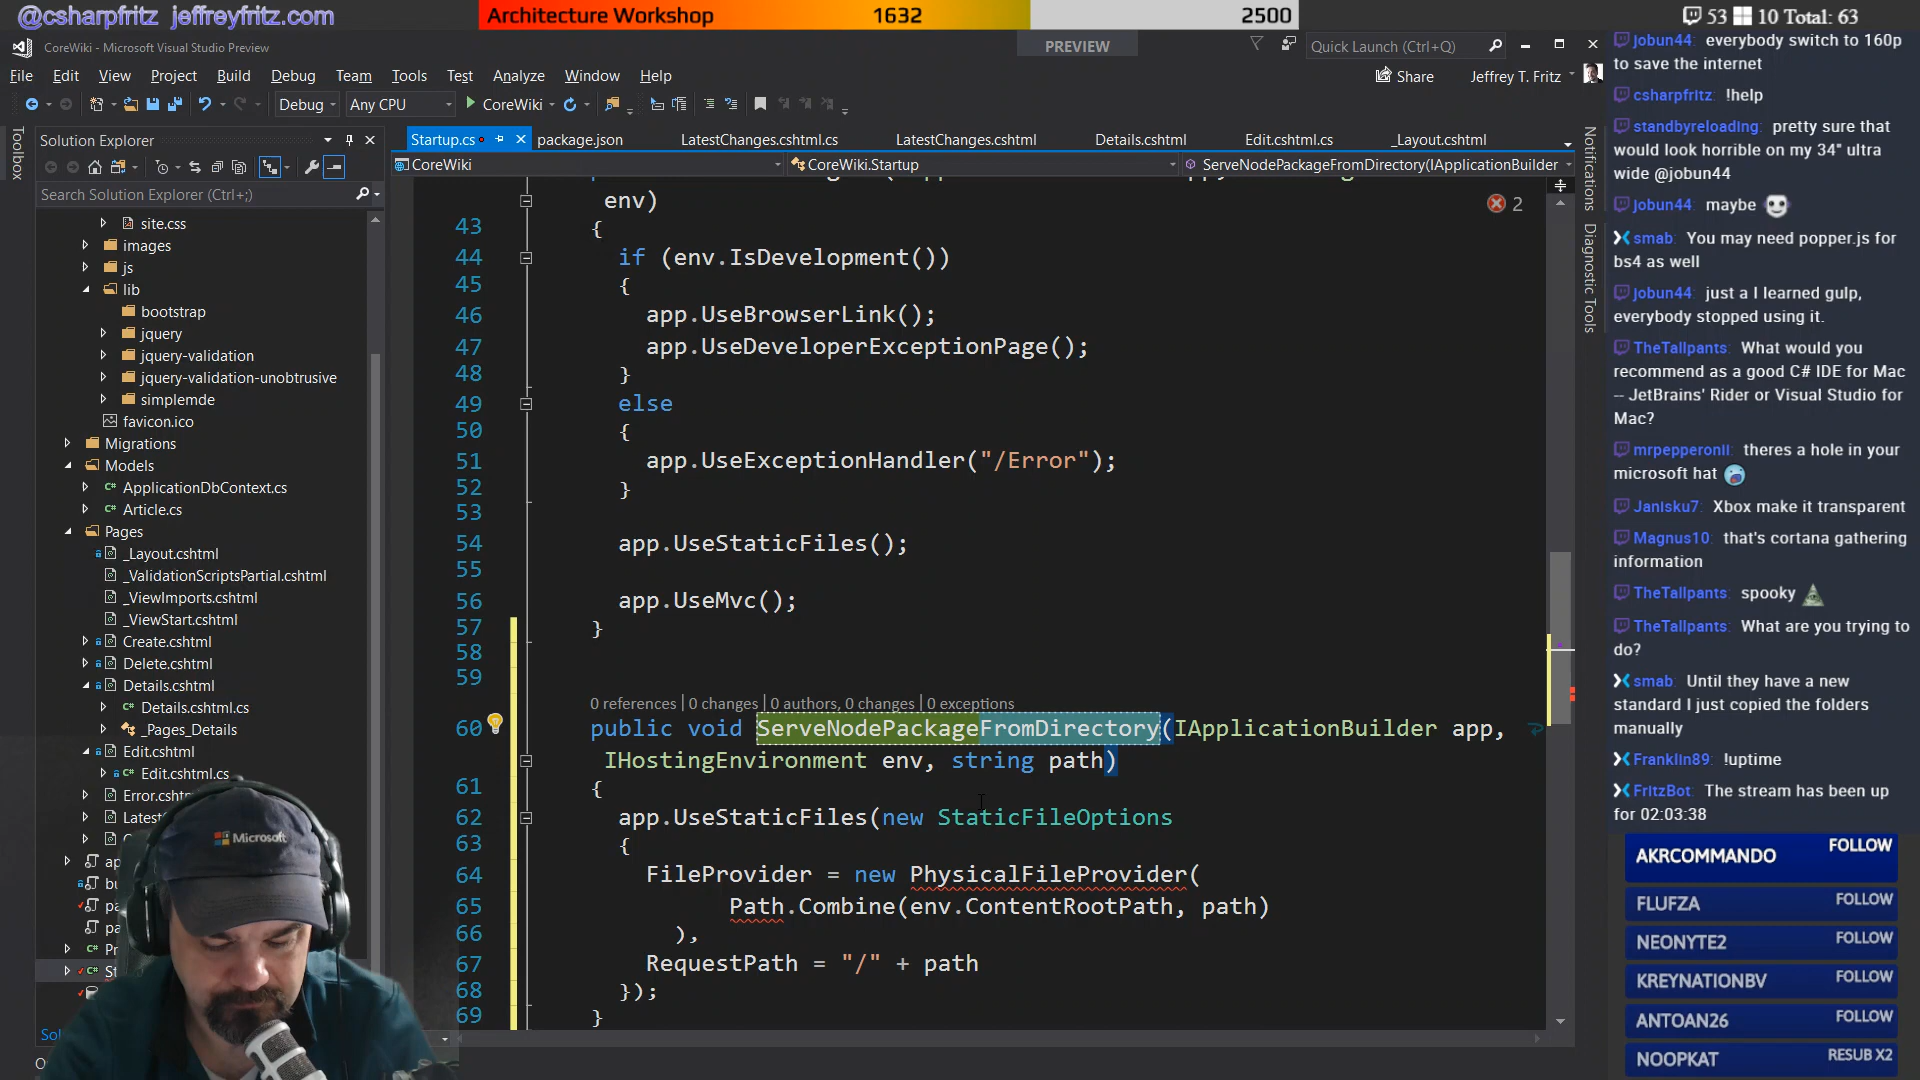 @csharpfritz jeffreyfritz.com
Architecture Workshop 1632 2500
53 10 Total: 63
CoreWiki - Microsoft Visual Studio Preview
PREVIEW
Quick Launch (Ctrl+Q)
File Edit View Project Build Debug Team Tools Test Analyze Window Help
Share Jeffrey T. Fritz
Debug Any CPU CoreWiki
Toolbox
Solution Explorer
Search Solution Explorer (Ctrl+;)
site.css
images
js
lib
bootstrap
jquery
jquery-validation
jquery-validation-unobtrusive
simplemde
favicon.ico
Migrations
Models
ApplicationDbContext.cs
Article.cs
Pages
_Layout.cshtml
_ValidationScriptsPartial.cshtml
_ViewImports.cshtml
_ViewStart.cshtml
Create.cshtml
Delete.cshtml
Details.cshtml
Details.cshtml.cs
_Pages_Details
Edit.cshtml
Edit.cshtml.cs
Microsoft
Startup.cs package.json LatestChanges.cshtml.cs LatestChanges.cshtml Details.cshtml Edit.cshtml.cs _Layout.cshtml
CoreWiki CoreWiki.Startup ServeNodePackageFromDirectory(IApplicationBuilder
2
env)
43 {
44 if (env.IsDevelopment())
45 {
46 app.UseBrowserLink();
47 app.UseDeveloperExceptionPage();
48 }
49 else
50 {
51 app.UseExceptionHandler("/Error");
52 }
53
54 app.UseStaticFiles();
55
56 app.UseMvc();
57 }
58
59
0 references | 0 changes | 0 authors, 0 changes | 0 exceptions
60 public void ServeNodePackageFromDirectory(IApplicationBuilder app,
IHostingEnvironment env, string path)
61 {
62 app.UseStaticFiles(new StaticFileOptions
63 {
64 FileProvider = new PhysicalFileProvider(
65 Path.Combine(env.ContentRootPath, path)
66 ),
67 RequestPath = "/" + path
68 });
69 }
Notifications
Diagnostic Tools
jobun44: everybody switch to 160p
to save the internet
csharpfritz: !help
standbyreloading: pretty sure that
would look horrible on my 34" ultra
wide @jobun44
jobun44: maybe
smab: You may need popper.js for
bs4 as well
jobun44: just a I learned gulp,
everybody stopped using it.
TheTallpants: What would you
recommend as a good C# IDE for Mac
-- JetBrains' Rider or Visual Studio for
Mac?
mrpepperonii: theres a hole in your
microsoft hat
Janisku7: Xbox make it transparent
Magnus10: that's cortana gathering
information
TheTallpants: spooky
TheTallpants: What are you trying to
do?
smab: Until they have a new
standard I just copied the folders
manually
Franklin89: !uptime
FritzBot: The stream has been up
for 02:03:38
AKRCOMMANDO FOLLOW
FLUFZA FOLLOW
NEONYTE2 FOLLOW
KREYNATIONBV FOLLOW
ANTOAN26 FOLLOW
NOOPKAT RESUB X2